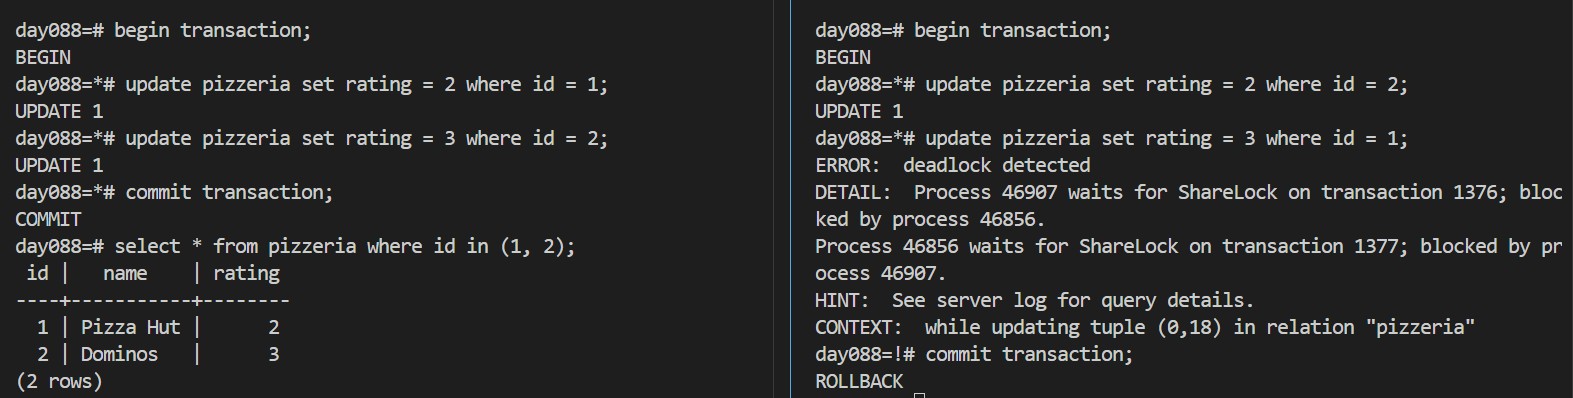 day088=# begin transaction;
BEGIN
day088=*# update pizzeria set rating = 2 where id = 1;
UPDATE 1
day088=*# update pizzeria set rating = 3 where id = 2;
UPDATE 1
day088=*# commit transaction;
COMMIT
day088=# select * from pizzeria where id in (1, 2);
 id |   name    | rating
----+-----------+--------
  1 | Pizza Hut |      2
  2 | Dominos   |      3
(2 rows)
day088=# begin transaction;
BEGIN
day088=*# update pizzeria set rating = 2 where id = 2;
UPDATE 1
day088=*# update pizzeria set rating = 3 where id = 1;
ERROR:  deadlock detected
DETAIL:  Process 46907 waits for ShareLock on transaction 1376; bloc
ked by process 46856.
Process 46856 waits for ShareLock on transaction 1377; blocked by pr
ocess 46907.
HINT:  See server log for query details.
CONTEXT:  while updating tuple (0,18) in relation "pizzeria"
day088=!# commit transaction;
ROLLBACK